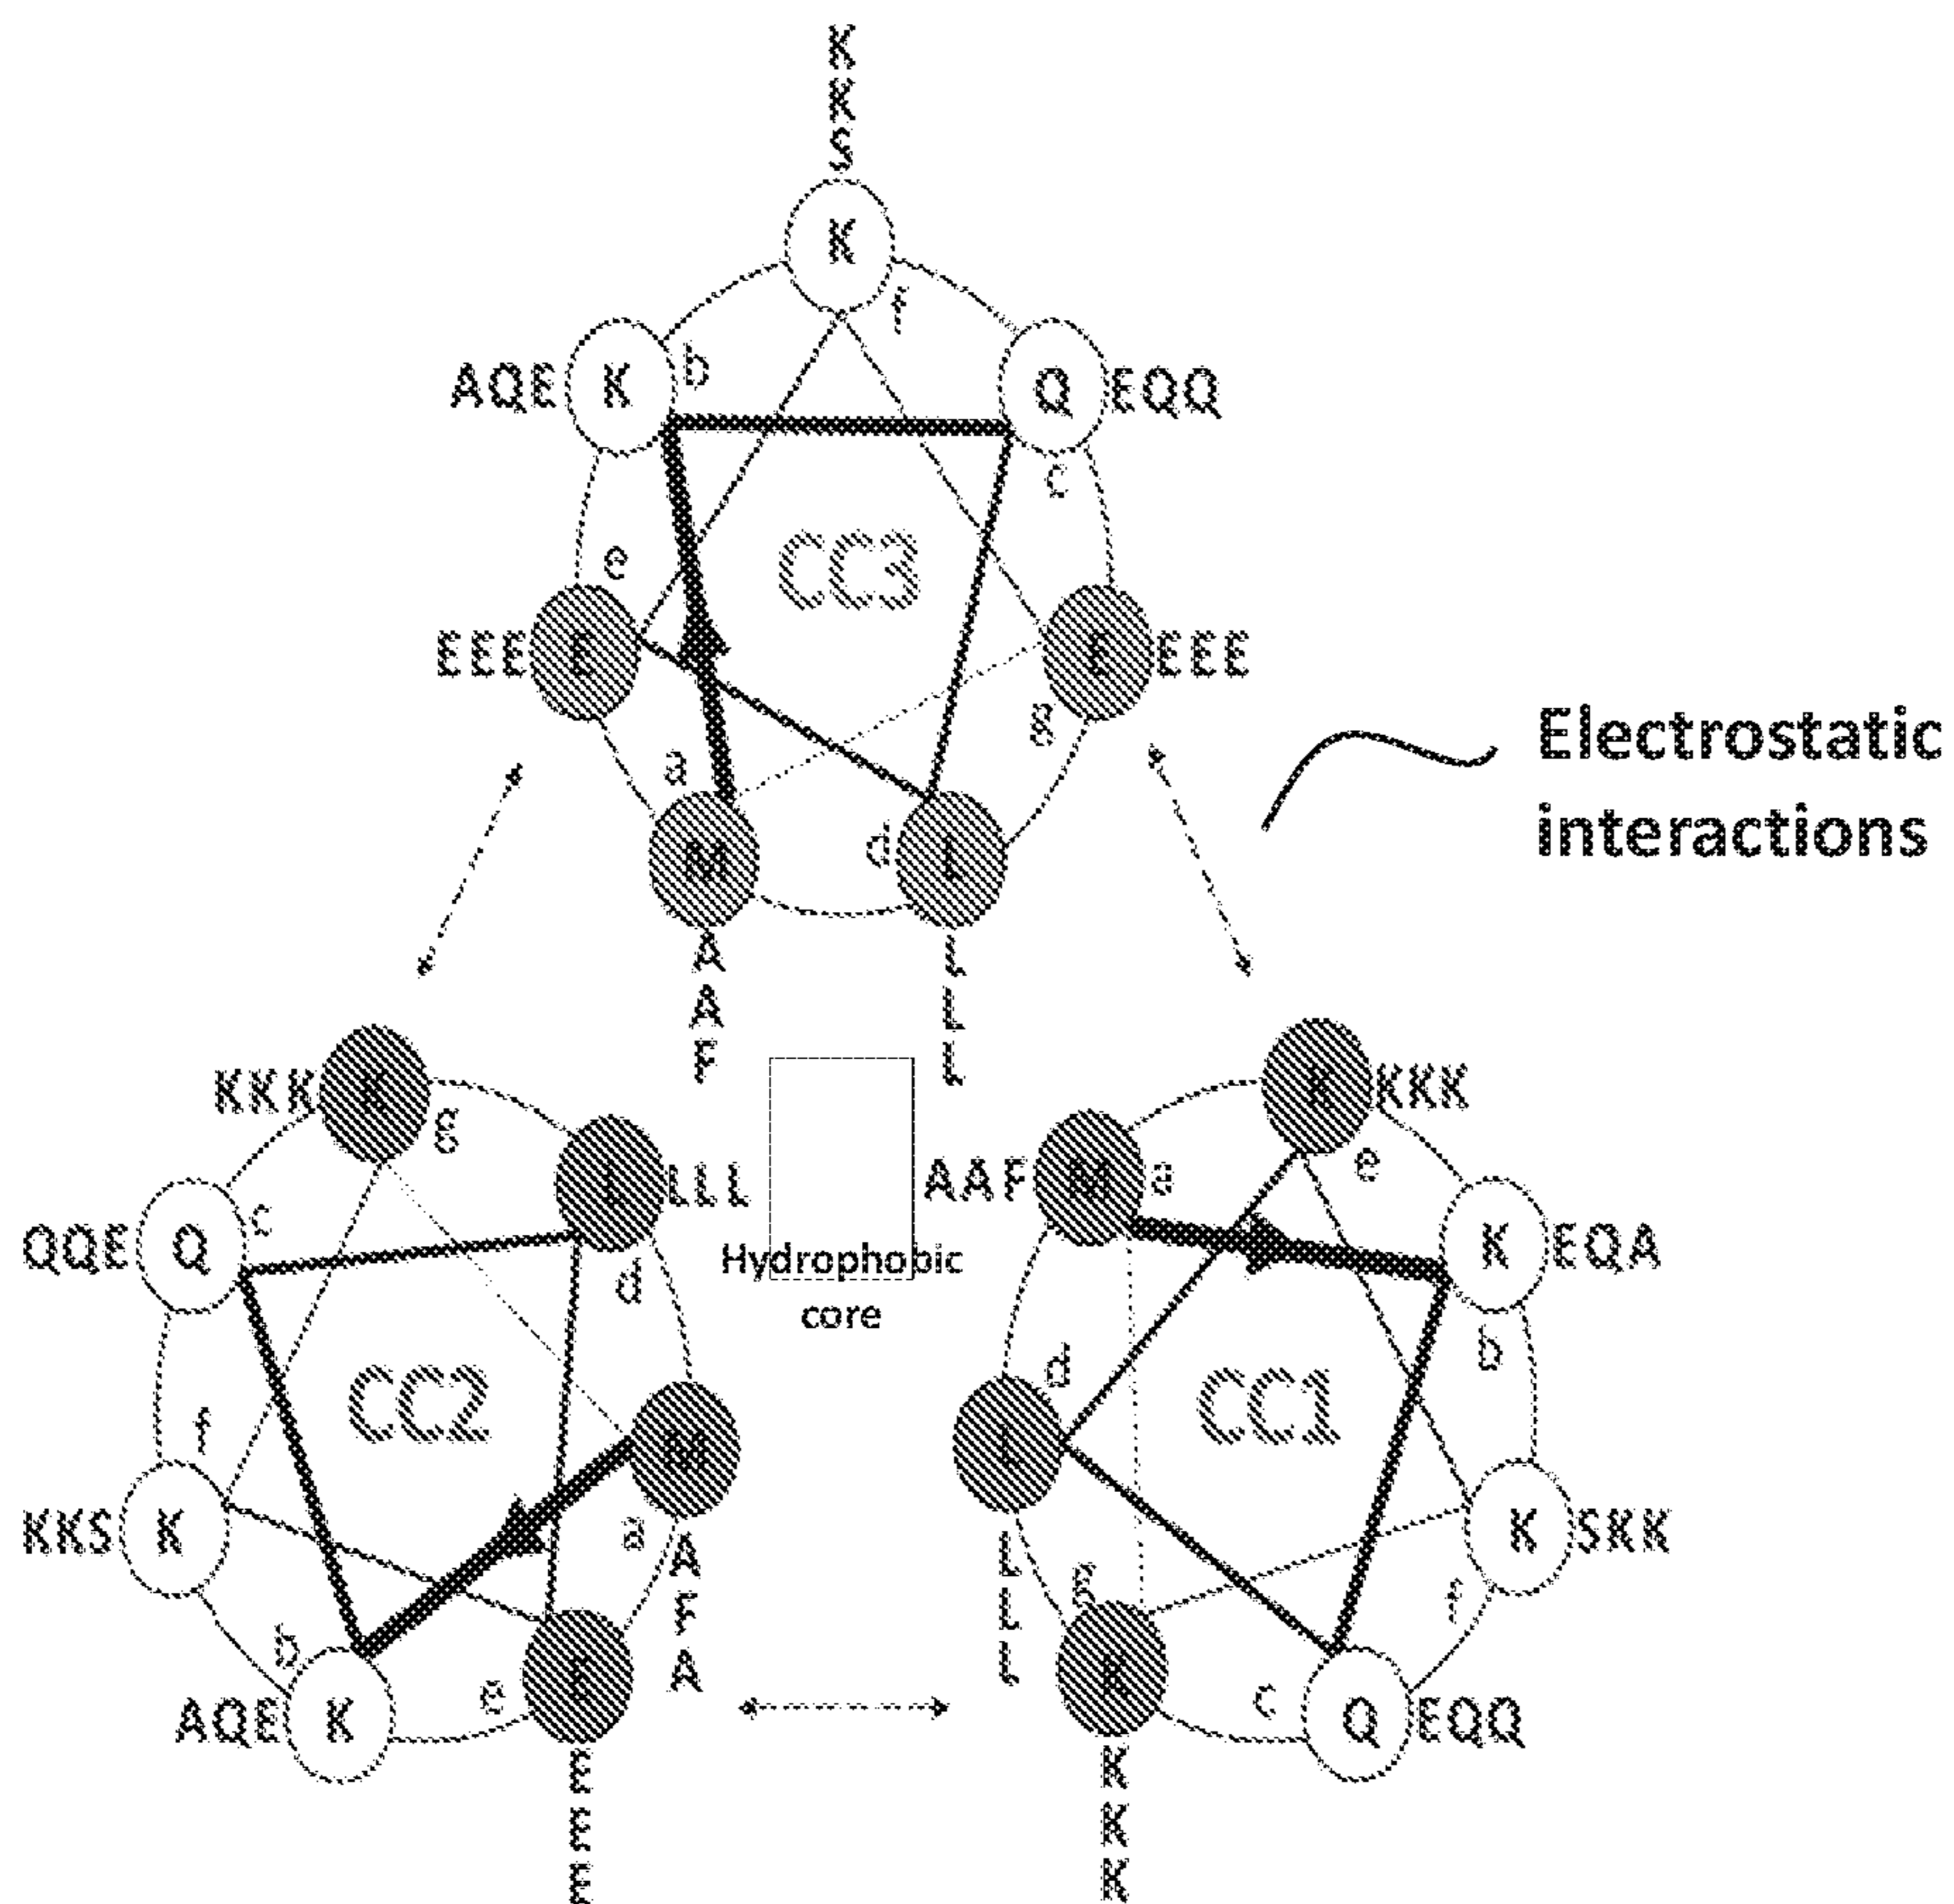 K
K
S
K
f
AQE K b
Q EQQ
c
CC3
e
EEE E
E EEE
g
a
M
A
A
F
d
L
L
L
L
Electrostatic
interactions
KKK K
g
L LLL
d
QQE Q
c
CC2
f
KKS K
M
a
A
F
A
b
AQE K
e
E
E
E
E
Hydrophobic
core
K KKK
e
AAF M a
K EQA
b
CC1
d
L
L
L
L
K SKK
f
g
K
K
K
K
c
Q EQQ